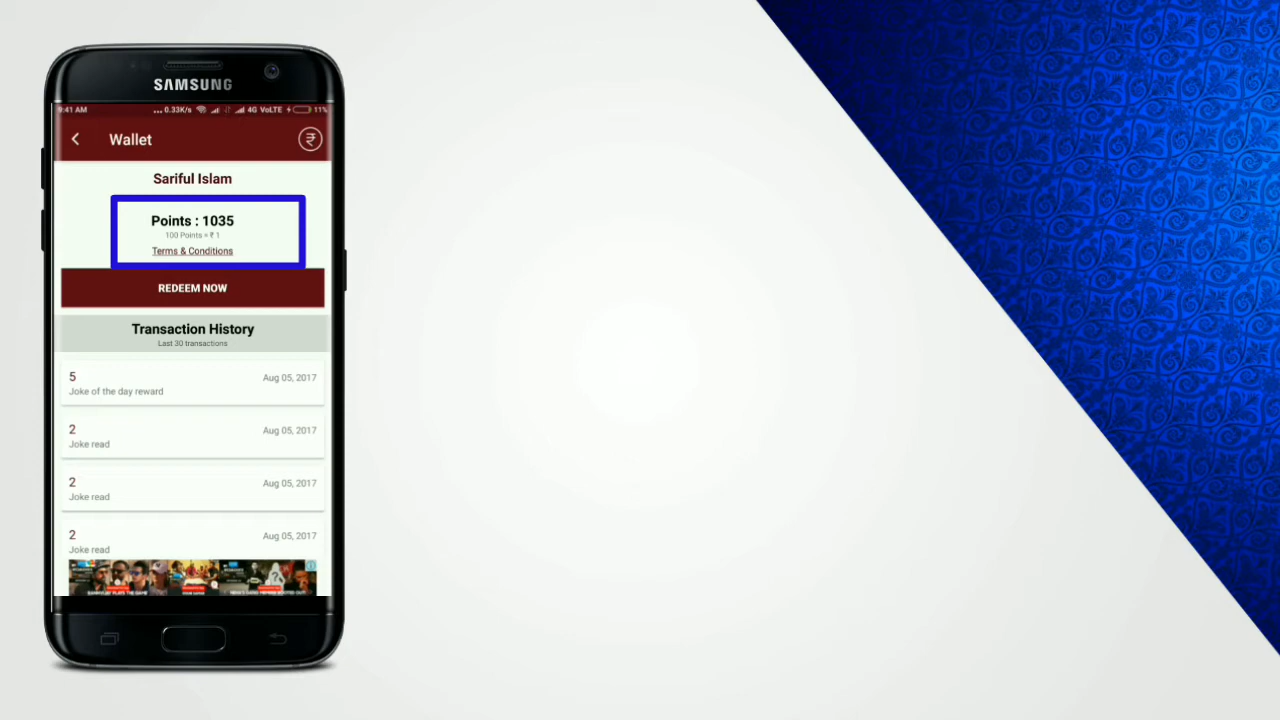 SAMSUNG
9:41 AM ... 0.33K/s 4G VoLTE 11%
Wallet
Sariful Islam
Points : 1035
100 Points = ₹ 1
Terms & Conditions
REDEEM NOW
Transaction History
Last 30 transactions
5 Aug 05, 2017
Joke of the day reward
2 Aug 05, 2017
Joke read
2 Aug 05, 2017
Joke read
2 Aug 05, 2017
Joke read